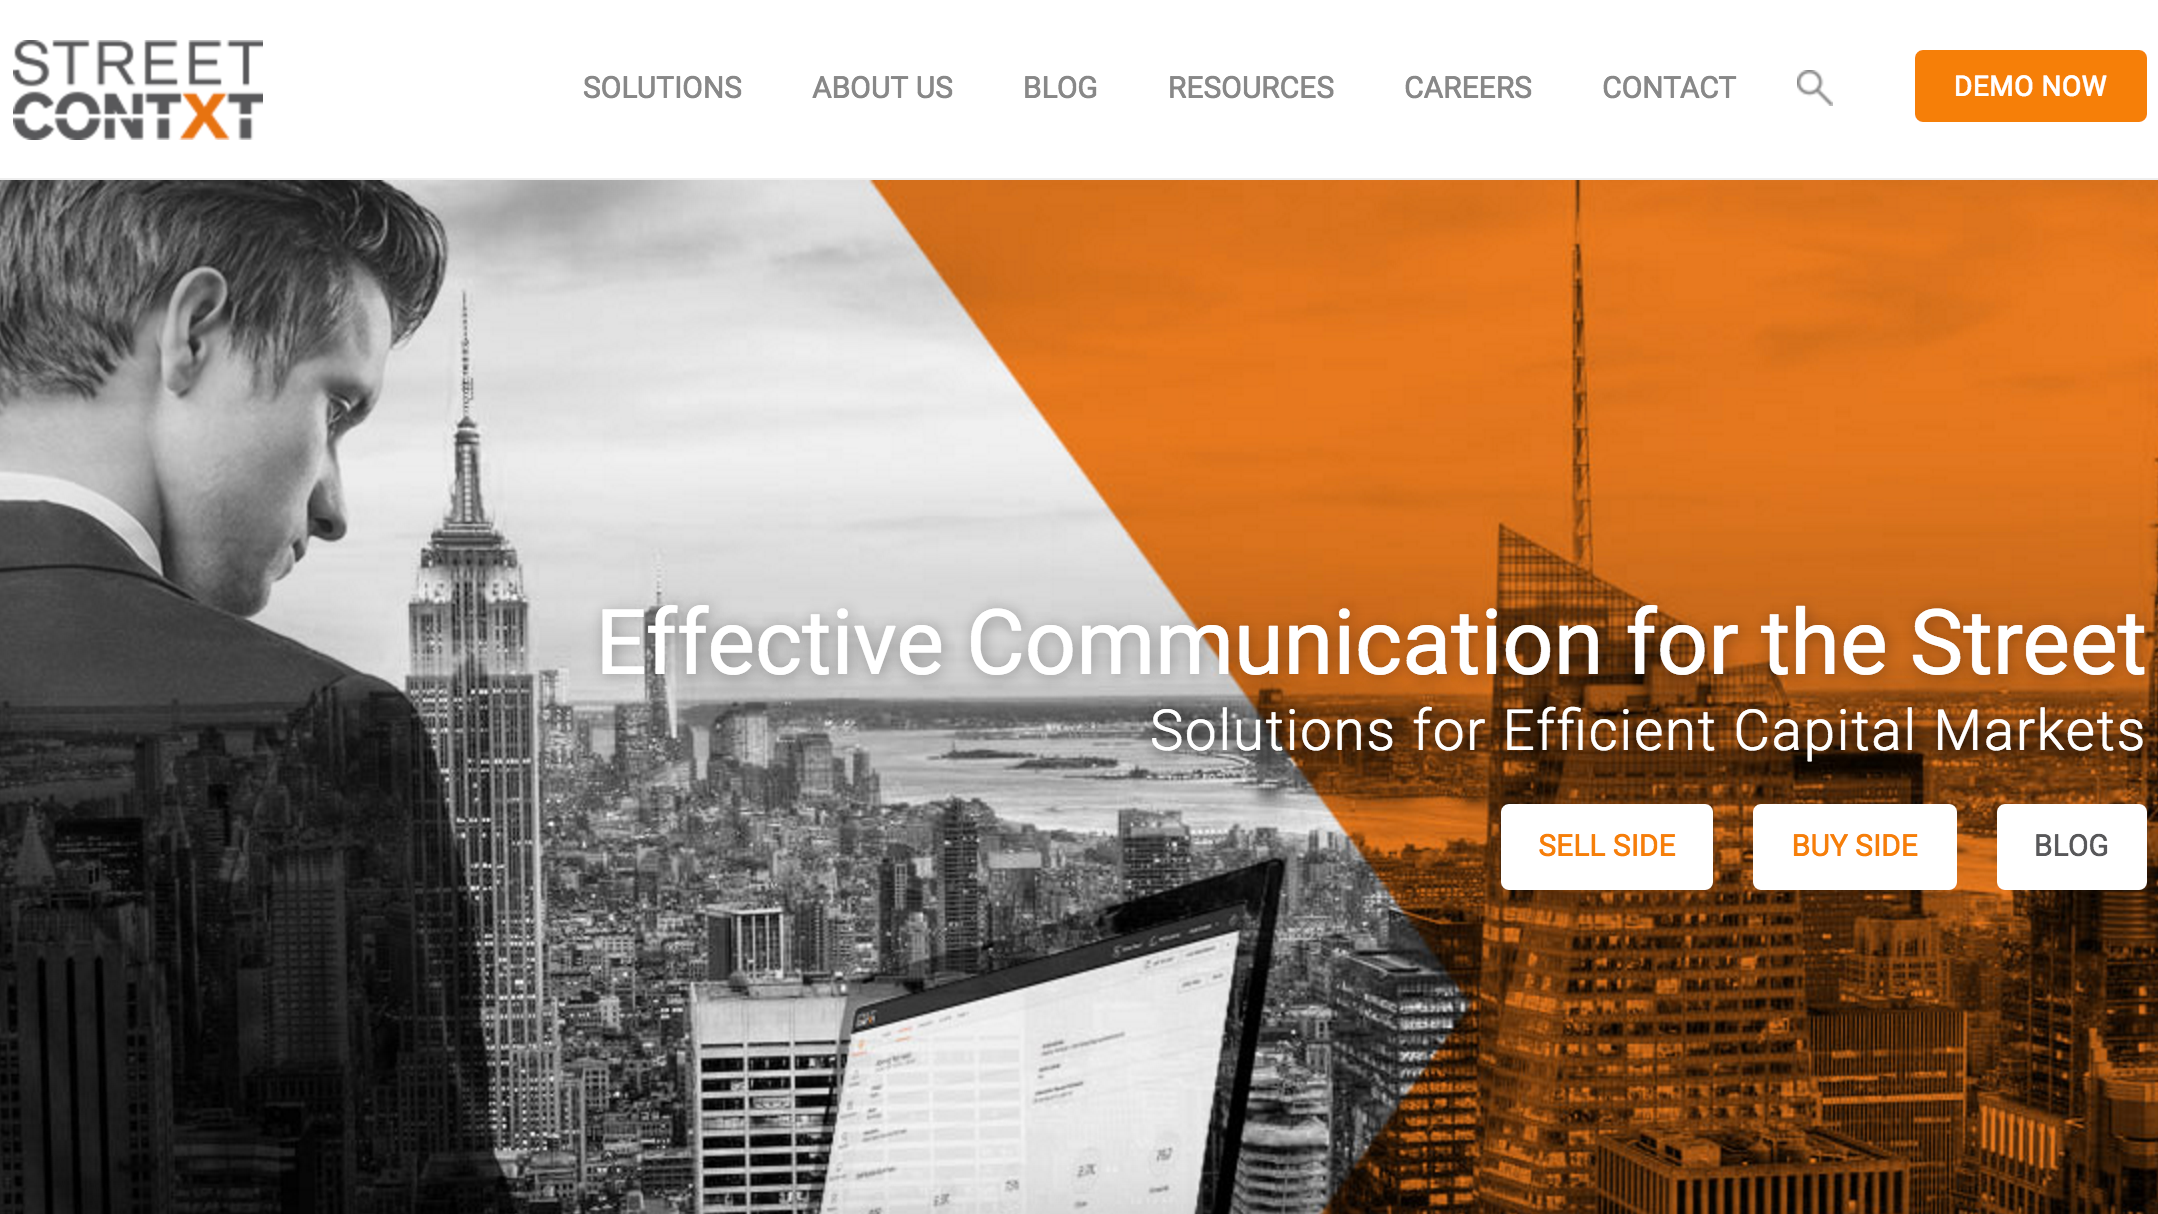 STREET
CONTXT
SOLUTIONS
ABOUT US
BLOG
RESOURCES
CAREERS
CONTACT
DEMO NOW
Effective Communication for the Street
Solutions for Efficient Capital Markets
SELL SIDE
BUY SIDE
BLOG